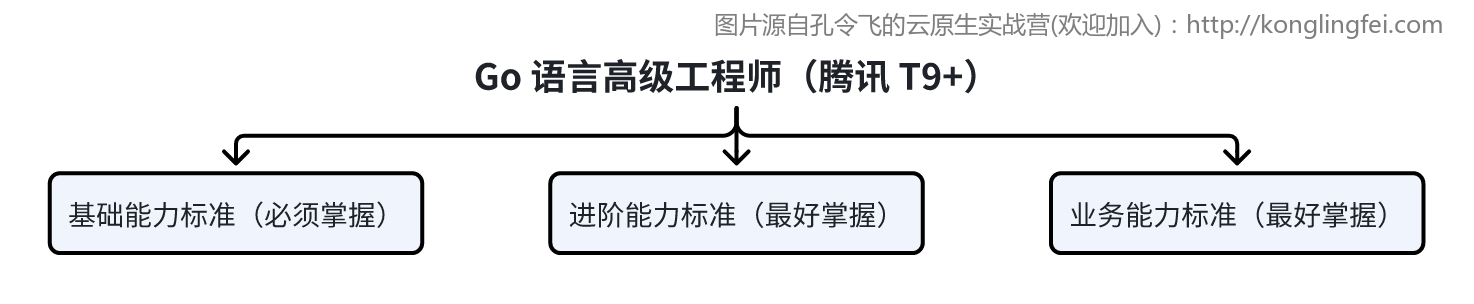 图片源自孔令飞的云原生实战营(欢迎加入)：http://konglingfei.com
Go 语言高级工程师（腾讯 T9+）
基础能力标准（必须掌握）
进阶能力标准（最好掌握）
业务能力标准（最好掌握）